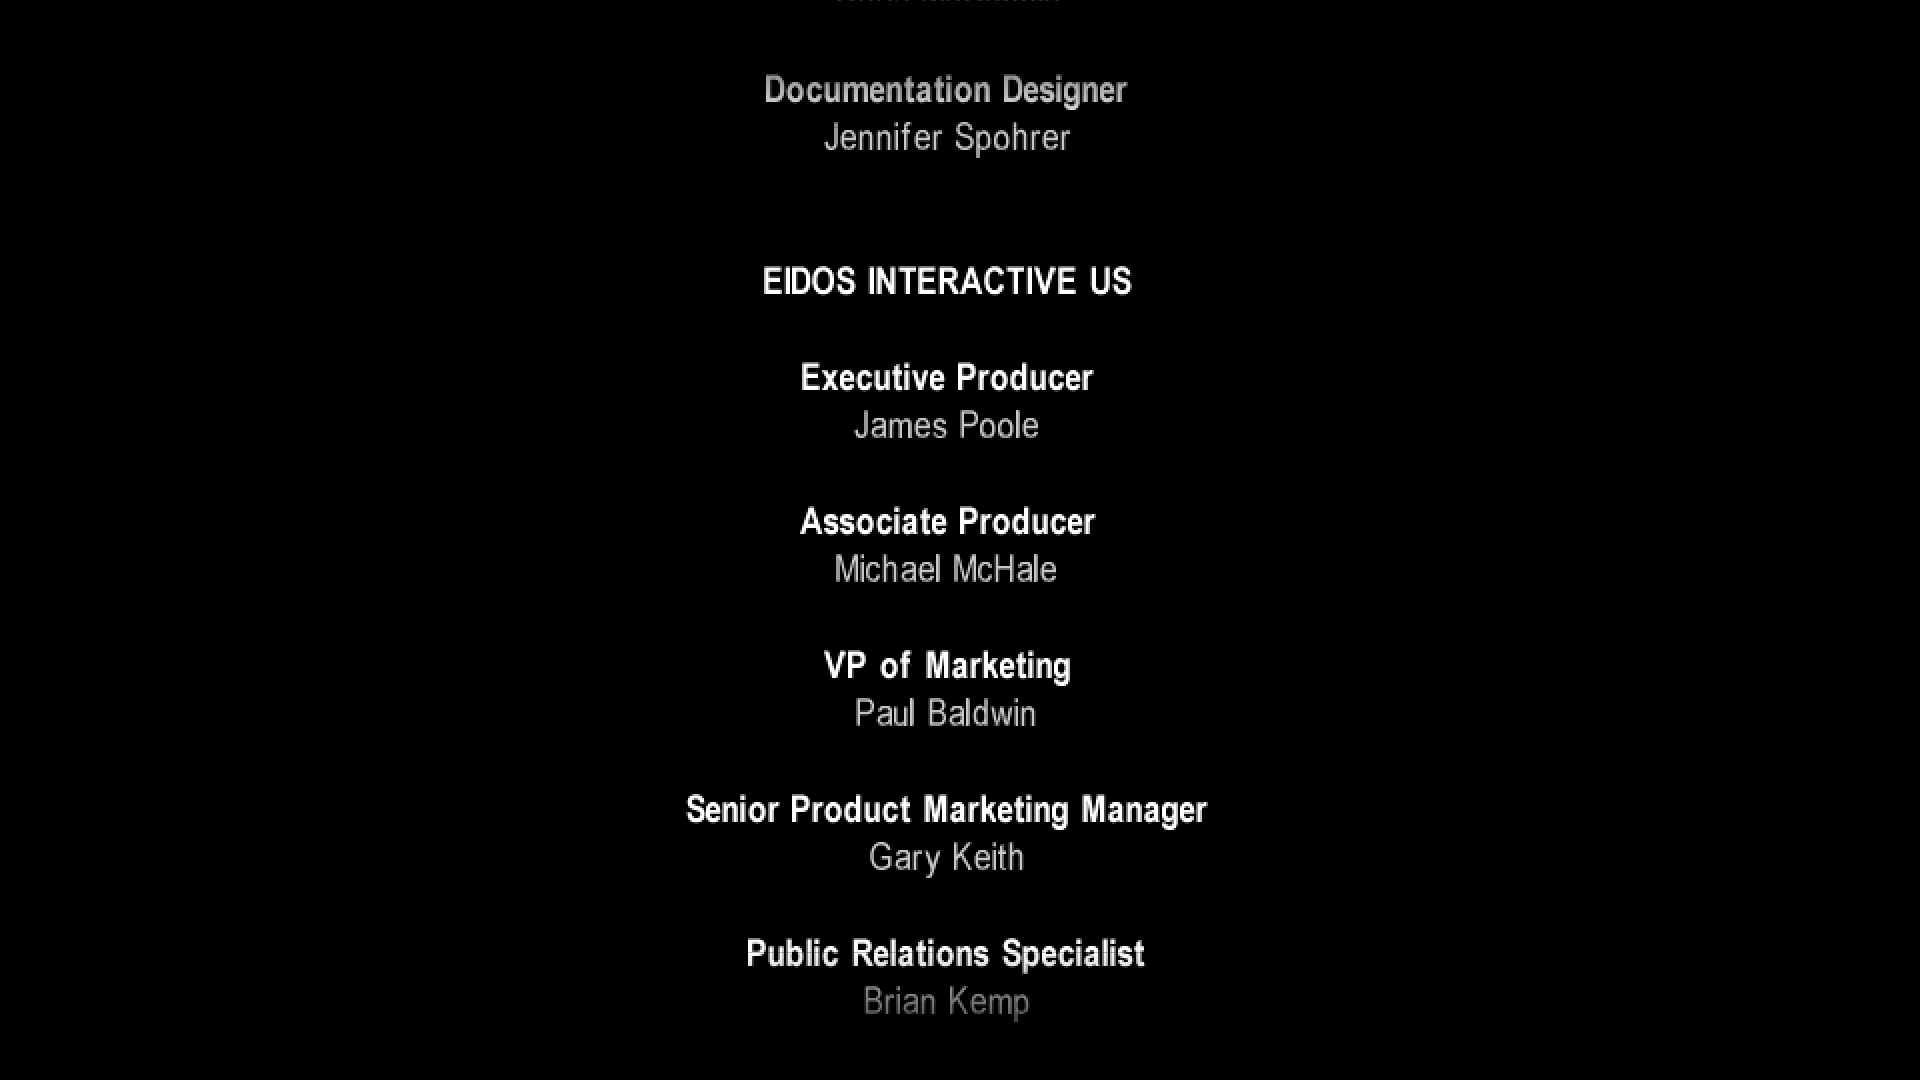 Documentation Designer
Jennifer Spohrer
EIDOS INTERACTIVE US
Executive Producer
James Poole
Associate Producer
Michael McHale
VP of Marketing
Paul Baldwin
Senior Product Marketing Manager
Gary Keith
Public Relations Specialist
Brian Kemp